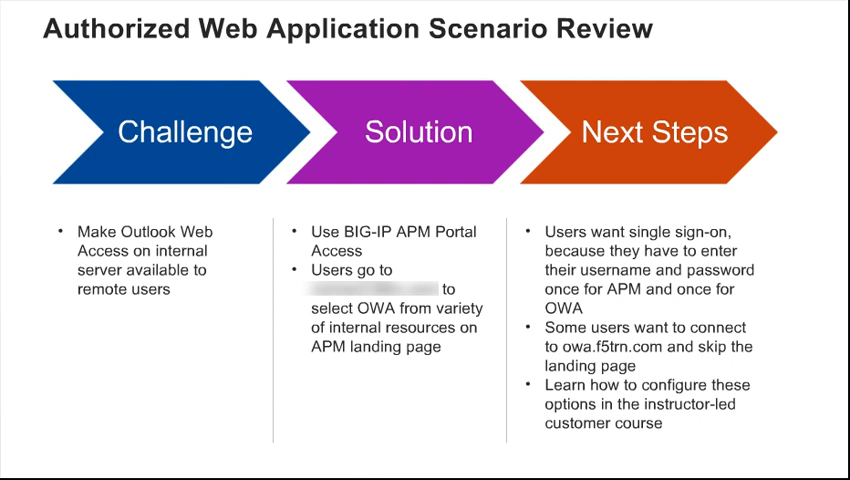 Authorized Web Application Scenario Review
Challenge
Solution
Next Steps
• Make Outlook Web
Access on internal
server available to
remote users
• Use BIG-IP APM Portal
Access
• Users go to
to
select OWA from variety
of internal resources on
APM landing page
• Users want single sign-on,
because they have to enter
their username and password
once for APM and once for
OWA
• Some users want to connect
to owa.f5trn.com and skip the
landing page
• Learn how to configure these
options in the instructor-led
customer course